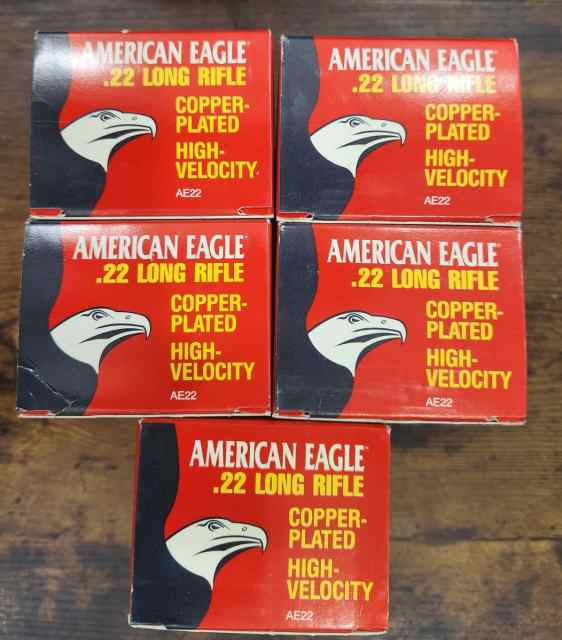 AMERICAN EAGLE
.22 LONG RIFLE
COPPER-
PLATED
HIGH-
VELOCITY
AE22
AMERICAN EAGLE
.22 LONG RIFLE
COPPER-
PLATED
HIGH-
VELOCITY
AE22
AMERICAN EAGLE
.22 LONG RIFLE
COPPER-
PLATED
HIGH-
VELOCITY
AE22
AMERICAN EAGLE
.22 LONG RIFLE
COPPER-
PLATED
HIGH-
VELOCITY
AE22
AMERICAN EAGLE
.22 LONG RIFLE
COPPER-
PLATED
HIGH-
VELOCITY
AE22